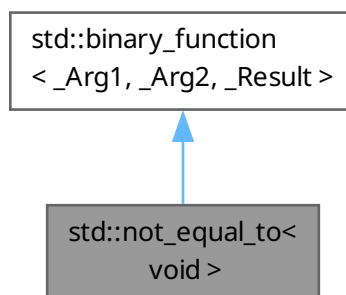 std::binary_function
< _Arg1, _Arg2, _Result >
std::not_equal_to<
void >